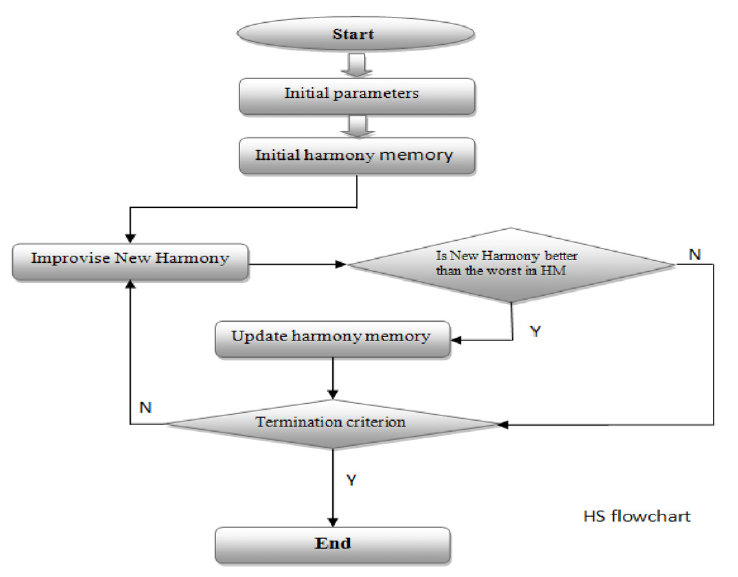 Start
Initial parameters
Initial harmony memory
Improvise New Harmony
Is New Harmony better
than the worst in HM
N
Update harmony memory
Y
N
Termination criterion
Y
HS flowchart
End